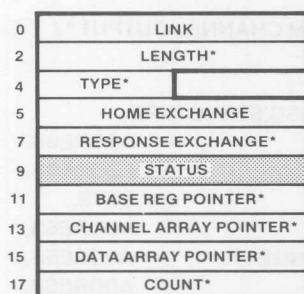 0 LINK
2 LENGTH*
4 TYPE*
5 HOME EXCHANGE
7 RESPONSE EXCHANGE*
9 STATUS
11 BASE REG POINTER*
13 CHANNEL ARRAY POINTER*
15 DATA ARRAY POINTER*
17 COUNT*